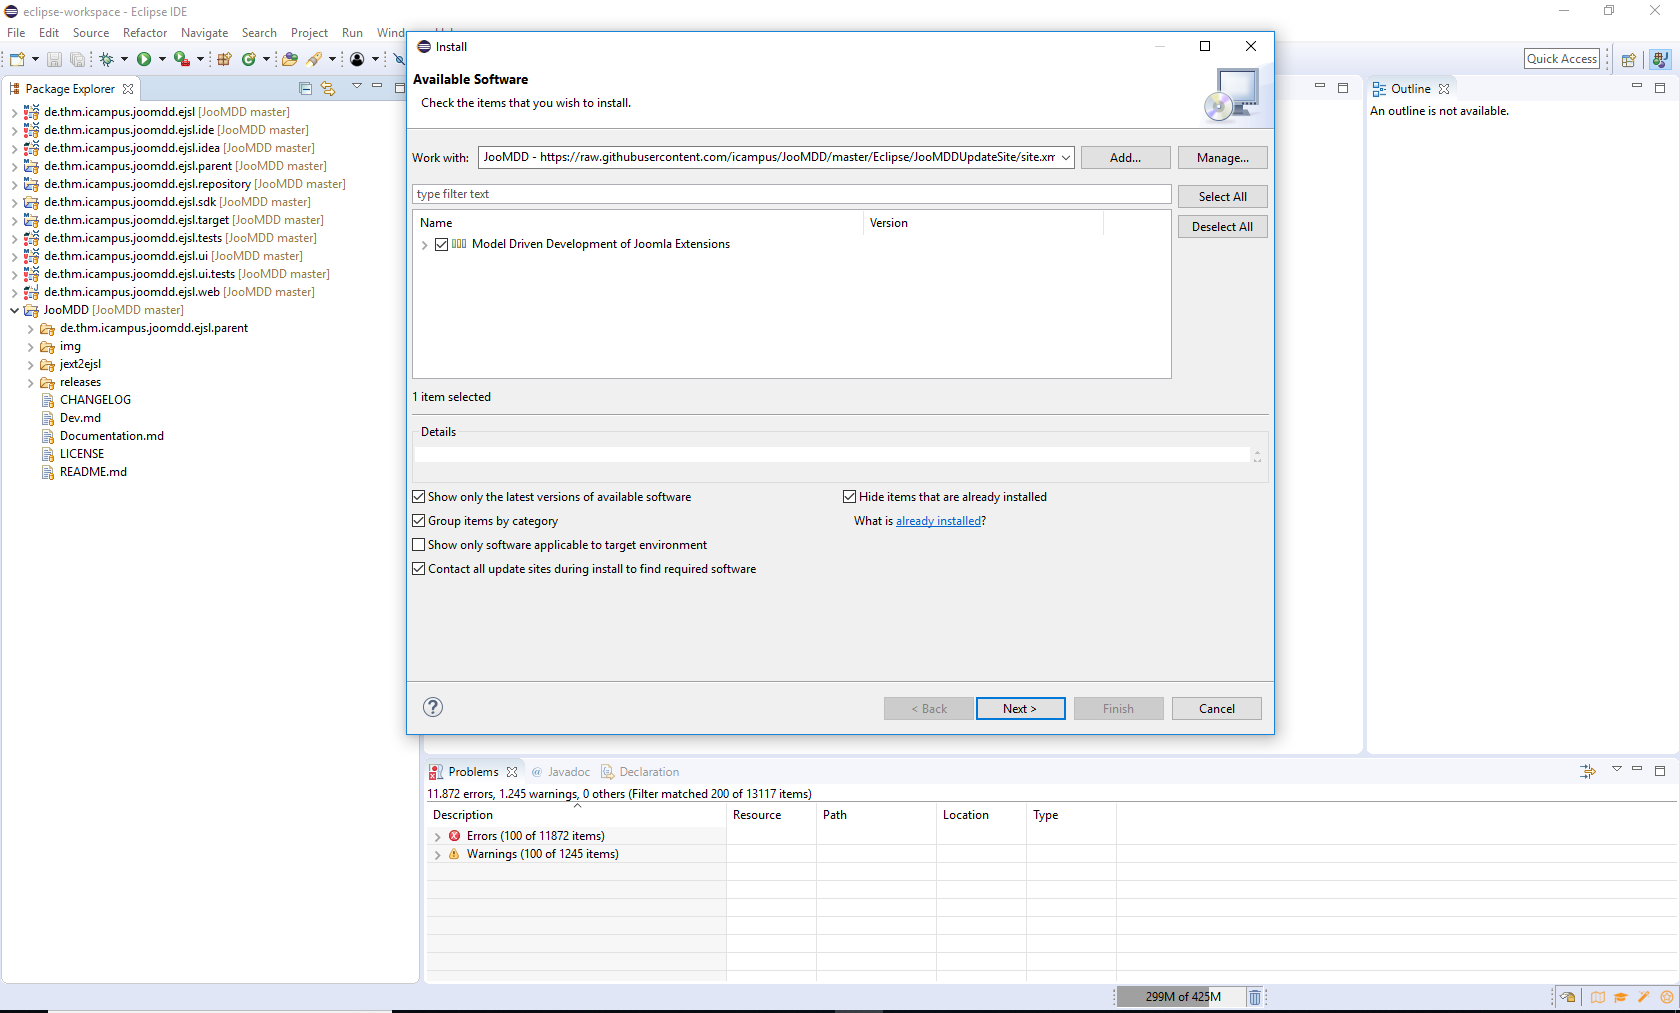 eclipse-workspace - Eclipse IDE
File Edit Source Refactor Navigate Search Project Run
Quick Access
Package Explorer
de.thm.icampus.joomdd.ejsl [JooMDD master]
de.thm.icampus.joomdd.ejsl.ide [JooMDD master]
de.thm.icampus.joomdd.ejsl.idea [JooMDD master]
de.thm.icampus.joomdd.ejsl.parent [JooMDD master]
de.thm.icampus.joomdd.ejsl.repository [JooMDD master]
de.thm.icampus.joomdd.ejsl.sdk [JooMDD master]
de.thm.icampus.joomdd.ejsl.target [JooMDD master]
de.thm.icampus.joomdd.ejsl.tests [JooMDD master]
de.thm.icampus.joomdd.ejsl.ui [JooMDD master]
de.thm.icampus.joomdd.ejsl.ui.tests [JooMDD master]
de.thm.icampus.joomdd.ejsl.web [JooMDD master]
JooMDD [JooMDD master]
de.thm.icampus.joomdd.ejsl.parent
img
jext2ejsl
releases
CHANGELOG
Dev.md
Documentation.md
LICENSE
README.md
Install
Available Software
Check the items that you wish to install.
Work with: JooMDD - https://raw.githubusercontent.com/icampus/JooMDD/master/Eclipse/JooMDDUpdateSite/site.xm Add... Manage...
type filter text
Select All
Deselect All
Name Version
Model Driven Development of Joomla Extensions
1 item selected
Details
Show only the latest versions of available software
Hide items that are already installed
Group items by category
What is already installed?
Show only software applicable to target environment
Contact all update sites during install to find required software
? < Back Next > Finish Cancel
Outline
An outline is not available.
Problems @ Javadoc Declaration
11.872 errors, 1.245 warnings, 0 others (Filter matched 200 of 13117 items)
Description Resource Path Location Type
Errors (100 of 11872 items)
Warnings (100 of 1245 items)
299M of 425M